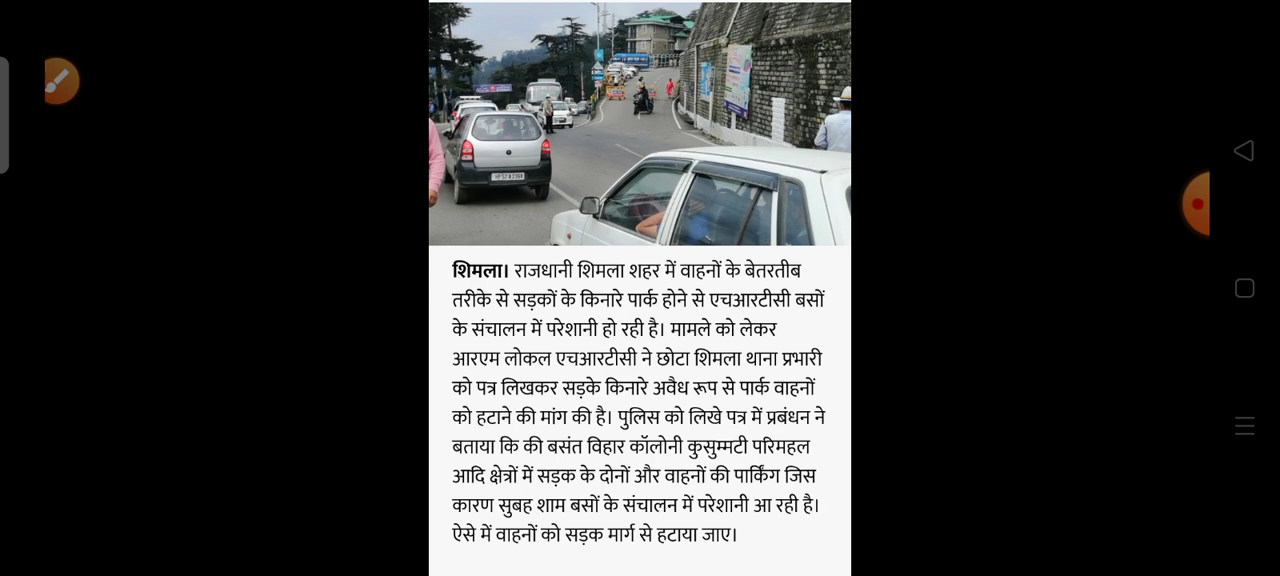 शिमला। राजधानी शिमला शहर में वाहनों के बेतरतीब
तरीके से सड़कों के किनारे पार्क होने से एचआरटीसी बसों
के संचालन में परेशानी हो रही है। मामले को लेकर
आरएम लोकल एचआरटीसी ने छोटा शिमला थाना प्रभारी
को पत्र लिखकर सड़के किनारे अवैध रूप से पार्क वाहनों
को हटाने की मांग की है। पुलिस को लिखे पत्र में प्रबंधन ने
बताया कि की बसंत विहार कॉलोनी कुसुम्मटी परिमहल
आदि क्षेत्रों में सड़क के दोनों और वाहनों की पार्किंग जिस
कारण सुबह शाम बसों के संचालन में परेशानी आ रही है।
ऐसे में वाहनों को सड़क मार्ग से हटाया जाए।